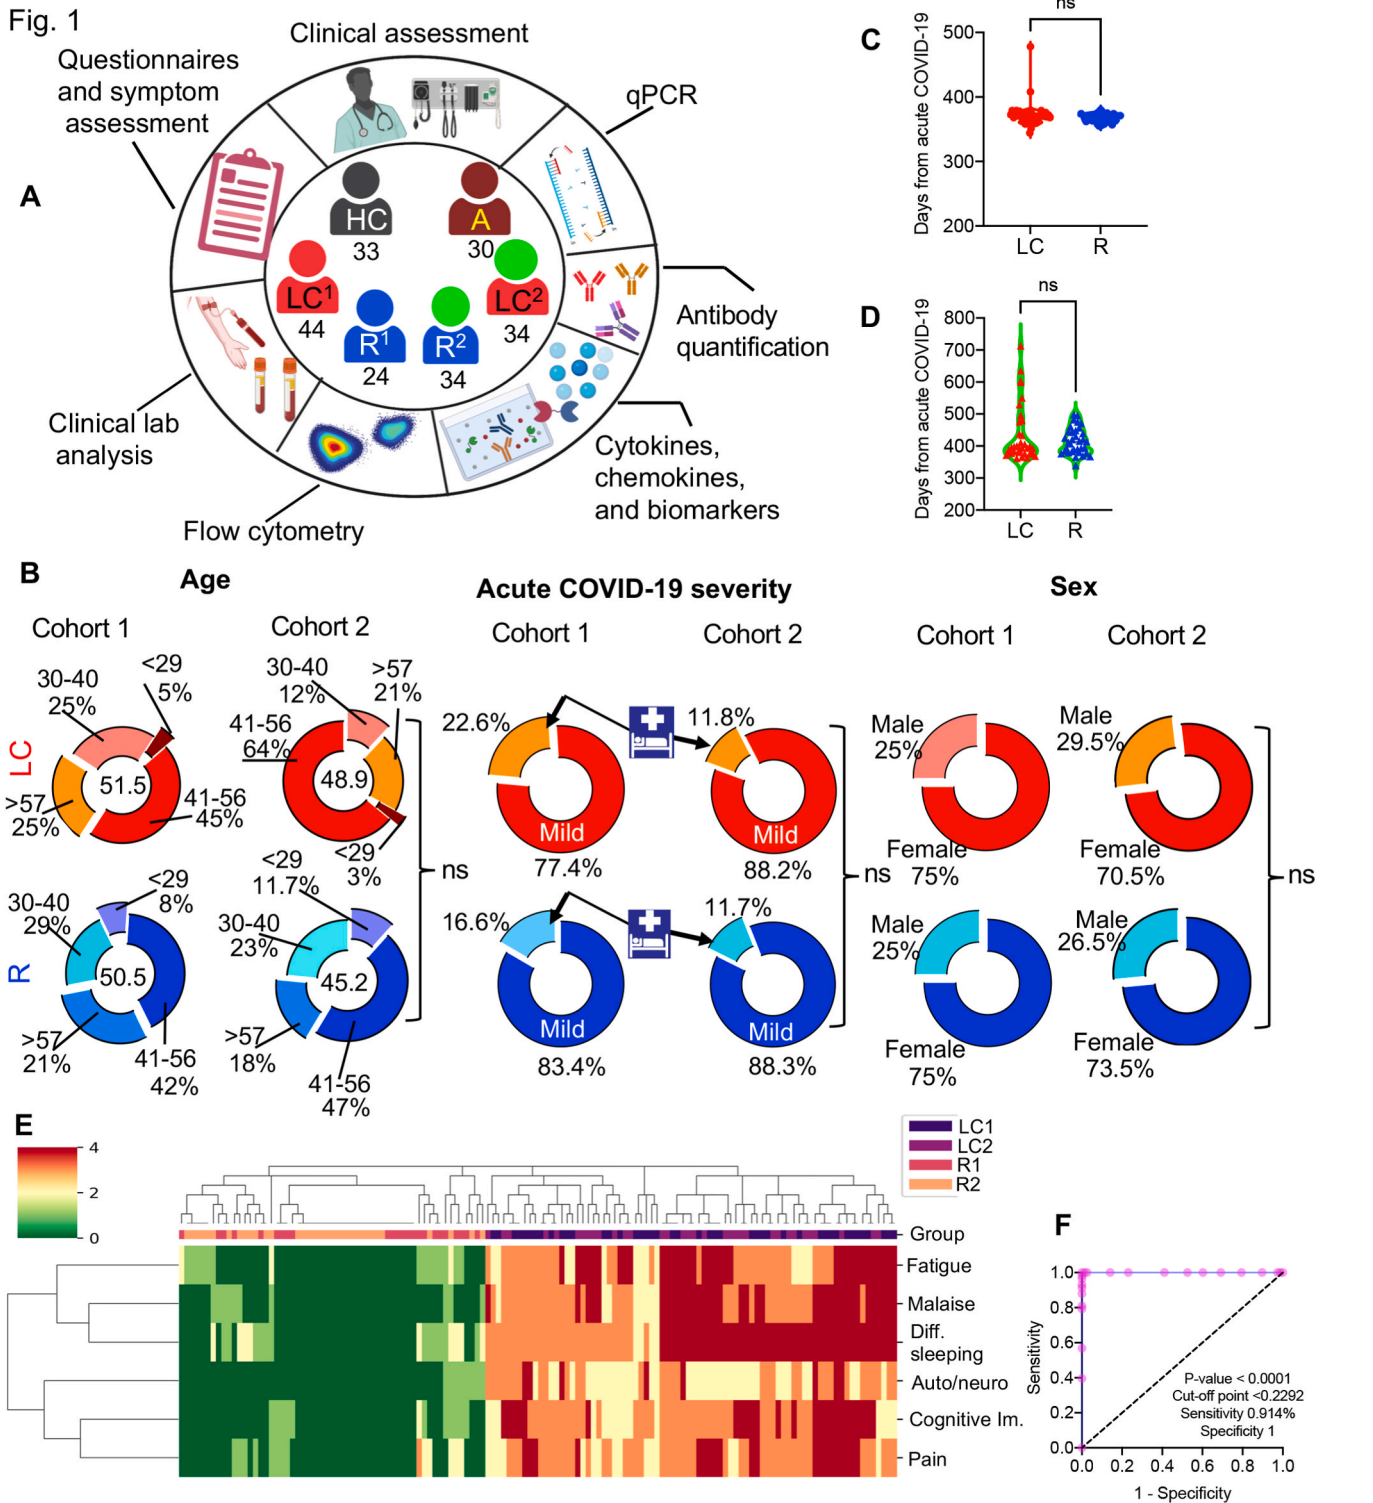 Fig. 1
A
Questionnaires
and symptom
assessment
Clinical assessment
qPCR
Antibody
quantification
Cytokines,
chemokines,
and biomarkers
Flow cytometry
Clinical lab
analysis
HC
33
A
30
LC¹
44
R¹
24
R²
34
LC²
34
C
ns
Days from acute COVID-19
500
400
300
200
LC
R
D
ns
Days from acute COVID-19
800
700
600
500
400
300
200
LC
R
B
Age
Acute COVID-19 severity
Sex
Cohort 1
Cohort 2
Cohort 1
Cohort 2
Cohort 1
Cohort 2
LC
30-40
25%
<29
5%
>57
25%
41-56
45%
51.5
30-40
12%
>57
21%
41-56
64%
<29
3%
48.9
22.6%
Mild
77.4%
11.8%
Mild
88.2%
Male
25%
Female
75%
Male
29.5%
Female
70.5%
ns
ns
ns
R
30-40
29%
<29
8%
>57
21%
41-56
42%
50.5
<29
11.7%
30-40
23%
>57
18%
41-56
47%
45.2
16.6%
Mild
83.4%
11.7%
Mild
88.3%
Male
25%
Female
75%
Male
26.5%
Female
73.5%
E
4
2
0
LC1
LC2
R1
R2
Group
Fatigue
Malaise
Diff.
sleeping
Auto/neuro
Cognitive Im.
Pain
F
Sensitivity
1.0
0.8
0.6
0.4
0.2
0.0
P-value < 0.0001
Cut-off point <0.2292
Sensitivity 0.914%
Specificity 1
0.0 0.2 0.4 0.6 0.8 1.0
1 - Specificity